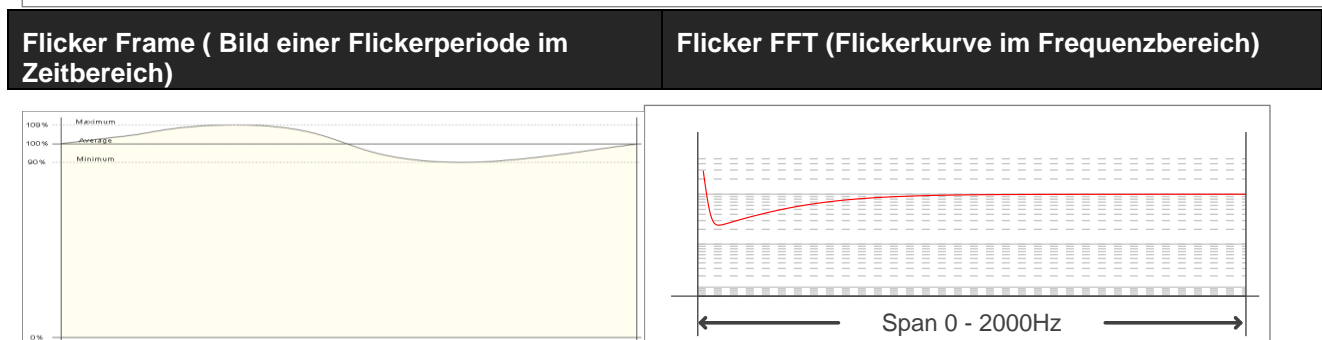 Flicker Frame ( Bild einer Flickerperiode im
Zeitbereich)
Flicker FFT (Flickerkurve im Frequenzbereich)
109% Maximum
100% Average
90% Minimum
0%
Span 0 - 2000Hz